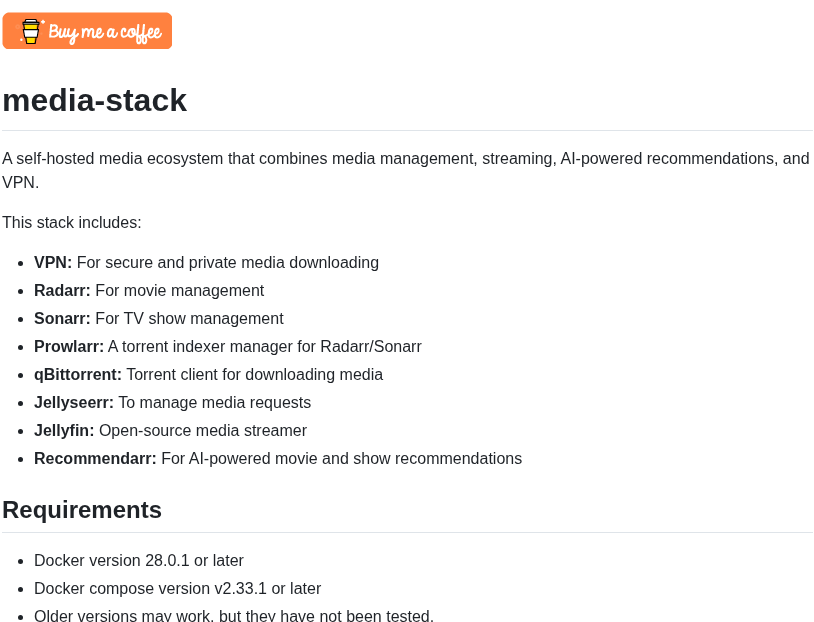 Buy me a coffee
media-stack
A self-hosted media ecosystem that combines media management, streaming, AI-powered recommendations, and
VPN.
This stack includes:
VPN: For secure and private media downloading
Radarr: For movie management
Sonarr: For TV show management
Prowlarr: A torrent indexer manager for Radarr/Sonarr
qBittorrent: Torrent client for downloading media
Jellyseerr: To manage media requests
Jellyfin: Open-source media streamer
Recommendarr: For AI-powered movie and show recommendations
Requirements
Docker version 28.0.1 or later
Docker compose version v2.33.1 or later
Older versions may work, but they have not been tested.